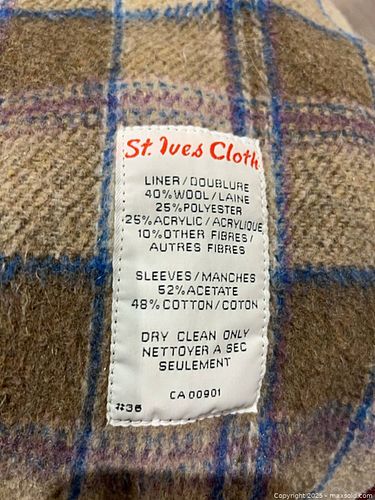 St. Ives Cloth
LINER/DOUBLURE
40% WOOL/LAINE
25% POLYESTER
25% ACRYLIC/ACRYLIQUE
10% OTHER FIBRES/
AUTRES FIBRES
SLEEVES/MANCHES
52% ACETATE
48% COTTON/COTON
DRY CLEAN ONLY
NETTOYER A SEC
SEULEMENT
CA 00901
#36
Copyright 2025 - www.maxsold.com